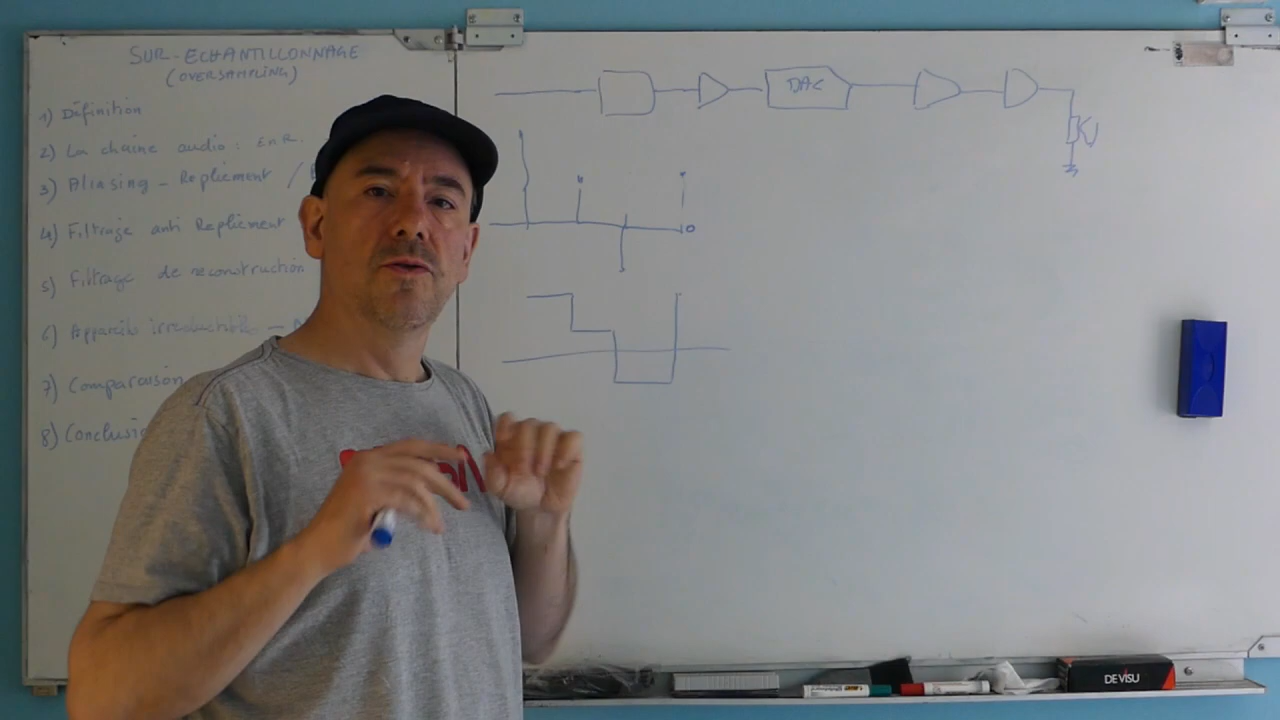 SUR-ECHANTILLONNAGE
(OVERSAMPLING)
1) Définition
2) La chaine audio : EnR.
3) Aliasing - Repliement /
4) Filtrage anti Repliement
5) Filtrage de reconstruction
6) Appareils
7) Comparaison
8) Conclusio
DAC
DEVISU